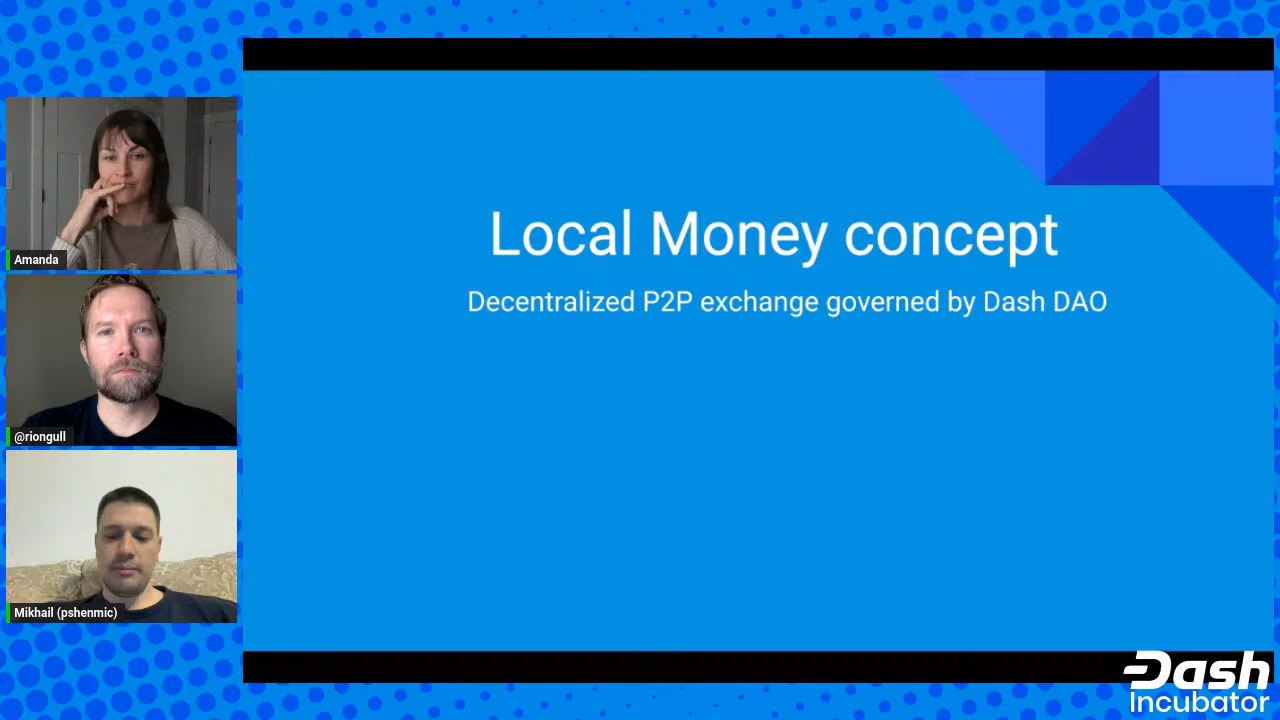 Amanda
@riongull
Mikhail (pshenmic)
Local Money concept
Decentralized P2P exchange governed by Dash DAO
Dash
Incubator